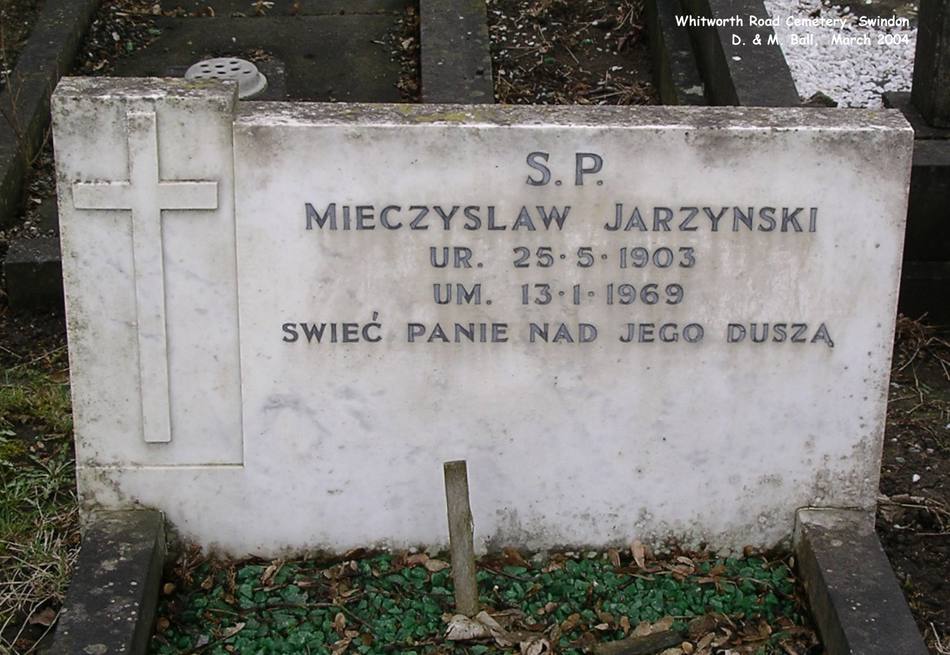 Whitworth Road Cemetery, Swindon
D. & M. Ball, March 2004
S. P.
MIECZYSLAW JARZYNSKI
UR. 25·5·1903
UM. 13·1·1969
SWIEĆ PANIE NAD JEGO DUSZĄ